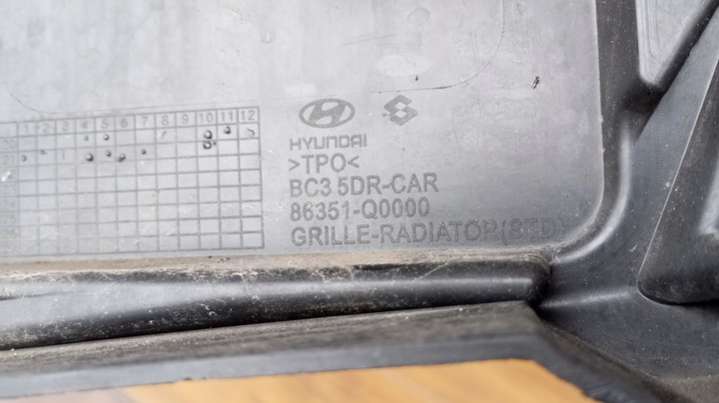 1 2 3 4 5 6 7 8 9 10 11 12
HYUNDAI
>TPO<
BC3 5DR-CAR
86351-Q0000
GRILLE-RADIATOR(STD)